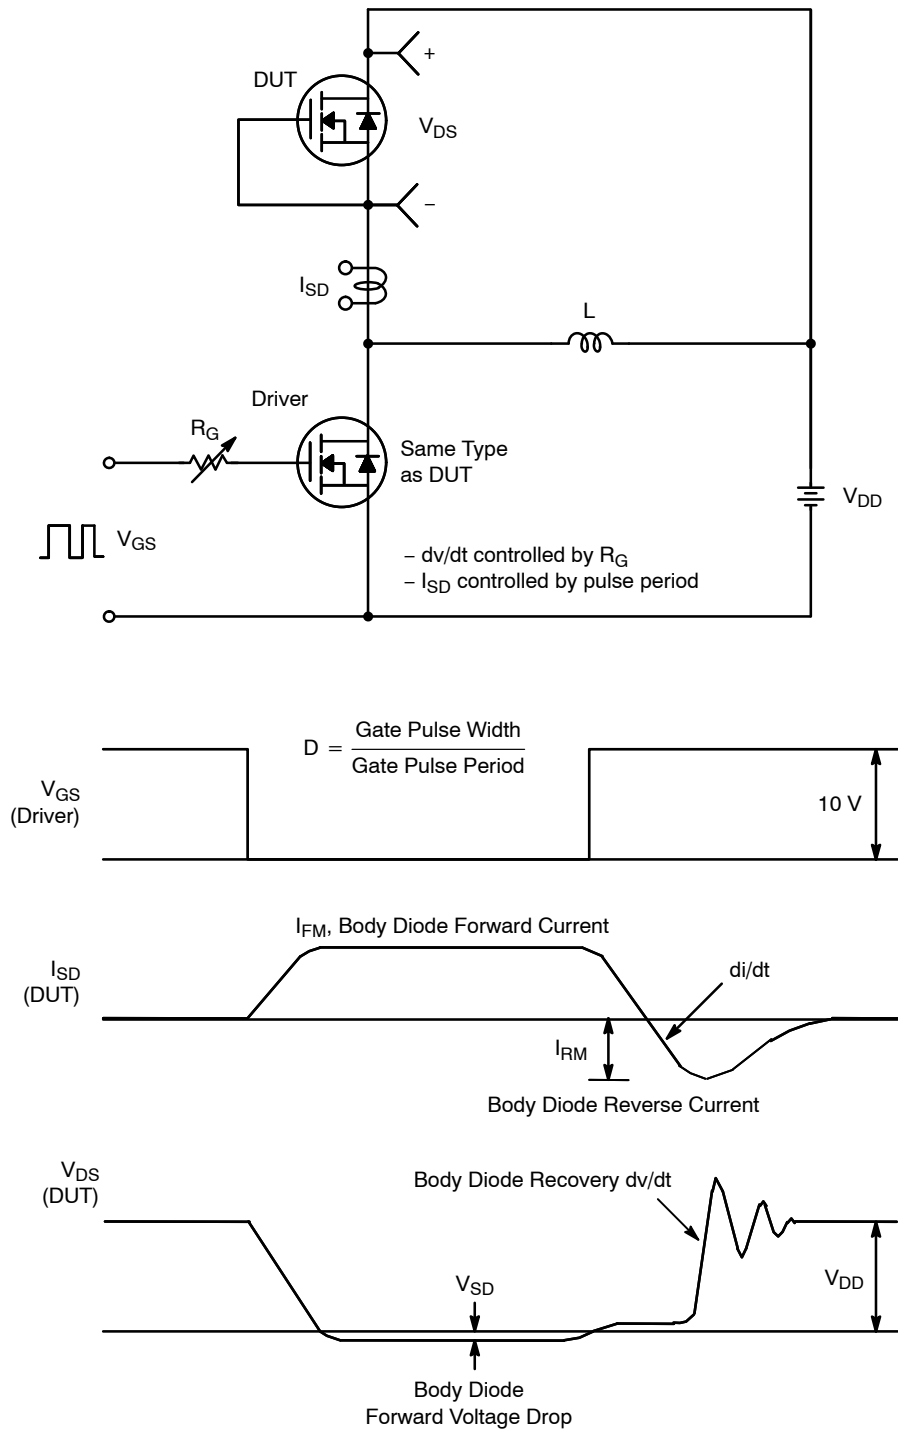 +
DUT
V_DS
−
I_SD
L
Driver
R_G
Same Type
as DUT
V_DD
V_GS
− dv/dt controlled by R_G
− I_SD controlled by pulse period
D = Gate Pulse Width
Gate Pulse Period
V_GS
(Driver)
10 V
I_FM, Body Diode Forward Current
I_SD
(DUT)
di/dt
I_RM
Body Diode Reverse Current
V_DS
(DUT)
Body Diode Recovery dv/dt
V_SD
V_DD
Body Diode
Forward Voltage Drop